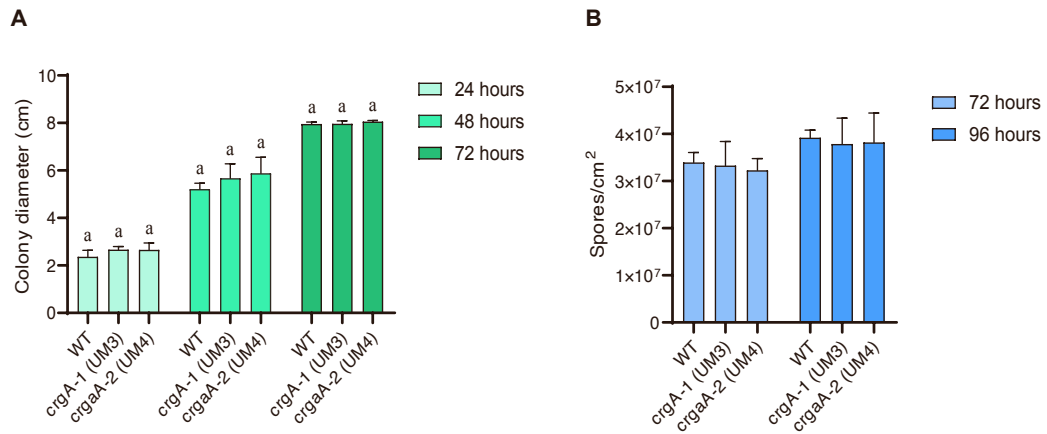 A
Colony diameter (cm)
10
8
6
4
2
0
a
a
a
a
a
a
a
a
a
WT
crgA-1 (UM3)
crgaA-2 (UM4)
WT
crgA-1 (UM3)
crgaA-2 (UM4)
WT
crgA-1 (UM3)
crgaA-2 (UM4)
24 hours
48 hours
72 hours
B
Spores/cm²
5×10⁷
4×10⁷
3×10⁷
2×10⁷
1×10⁷
0
WT
crgA-1 (UM3)
crgaA-2 (UM4)
WT
crgA-1 (UM3)
crgaA-2 (UM4)
72 hours
96 hours